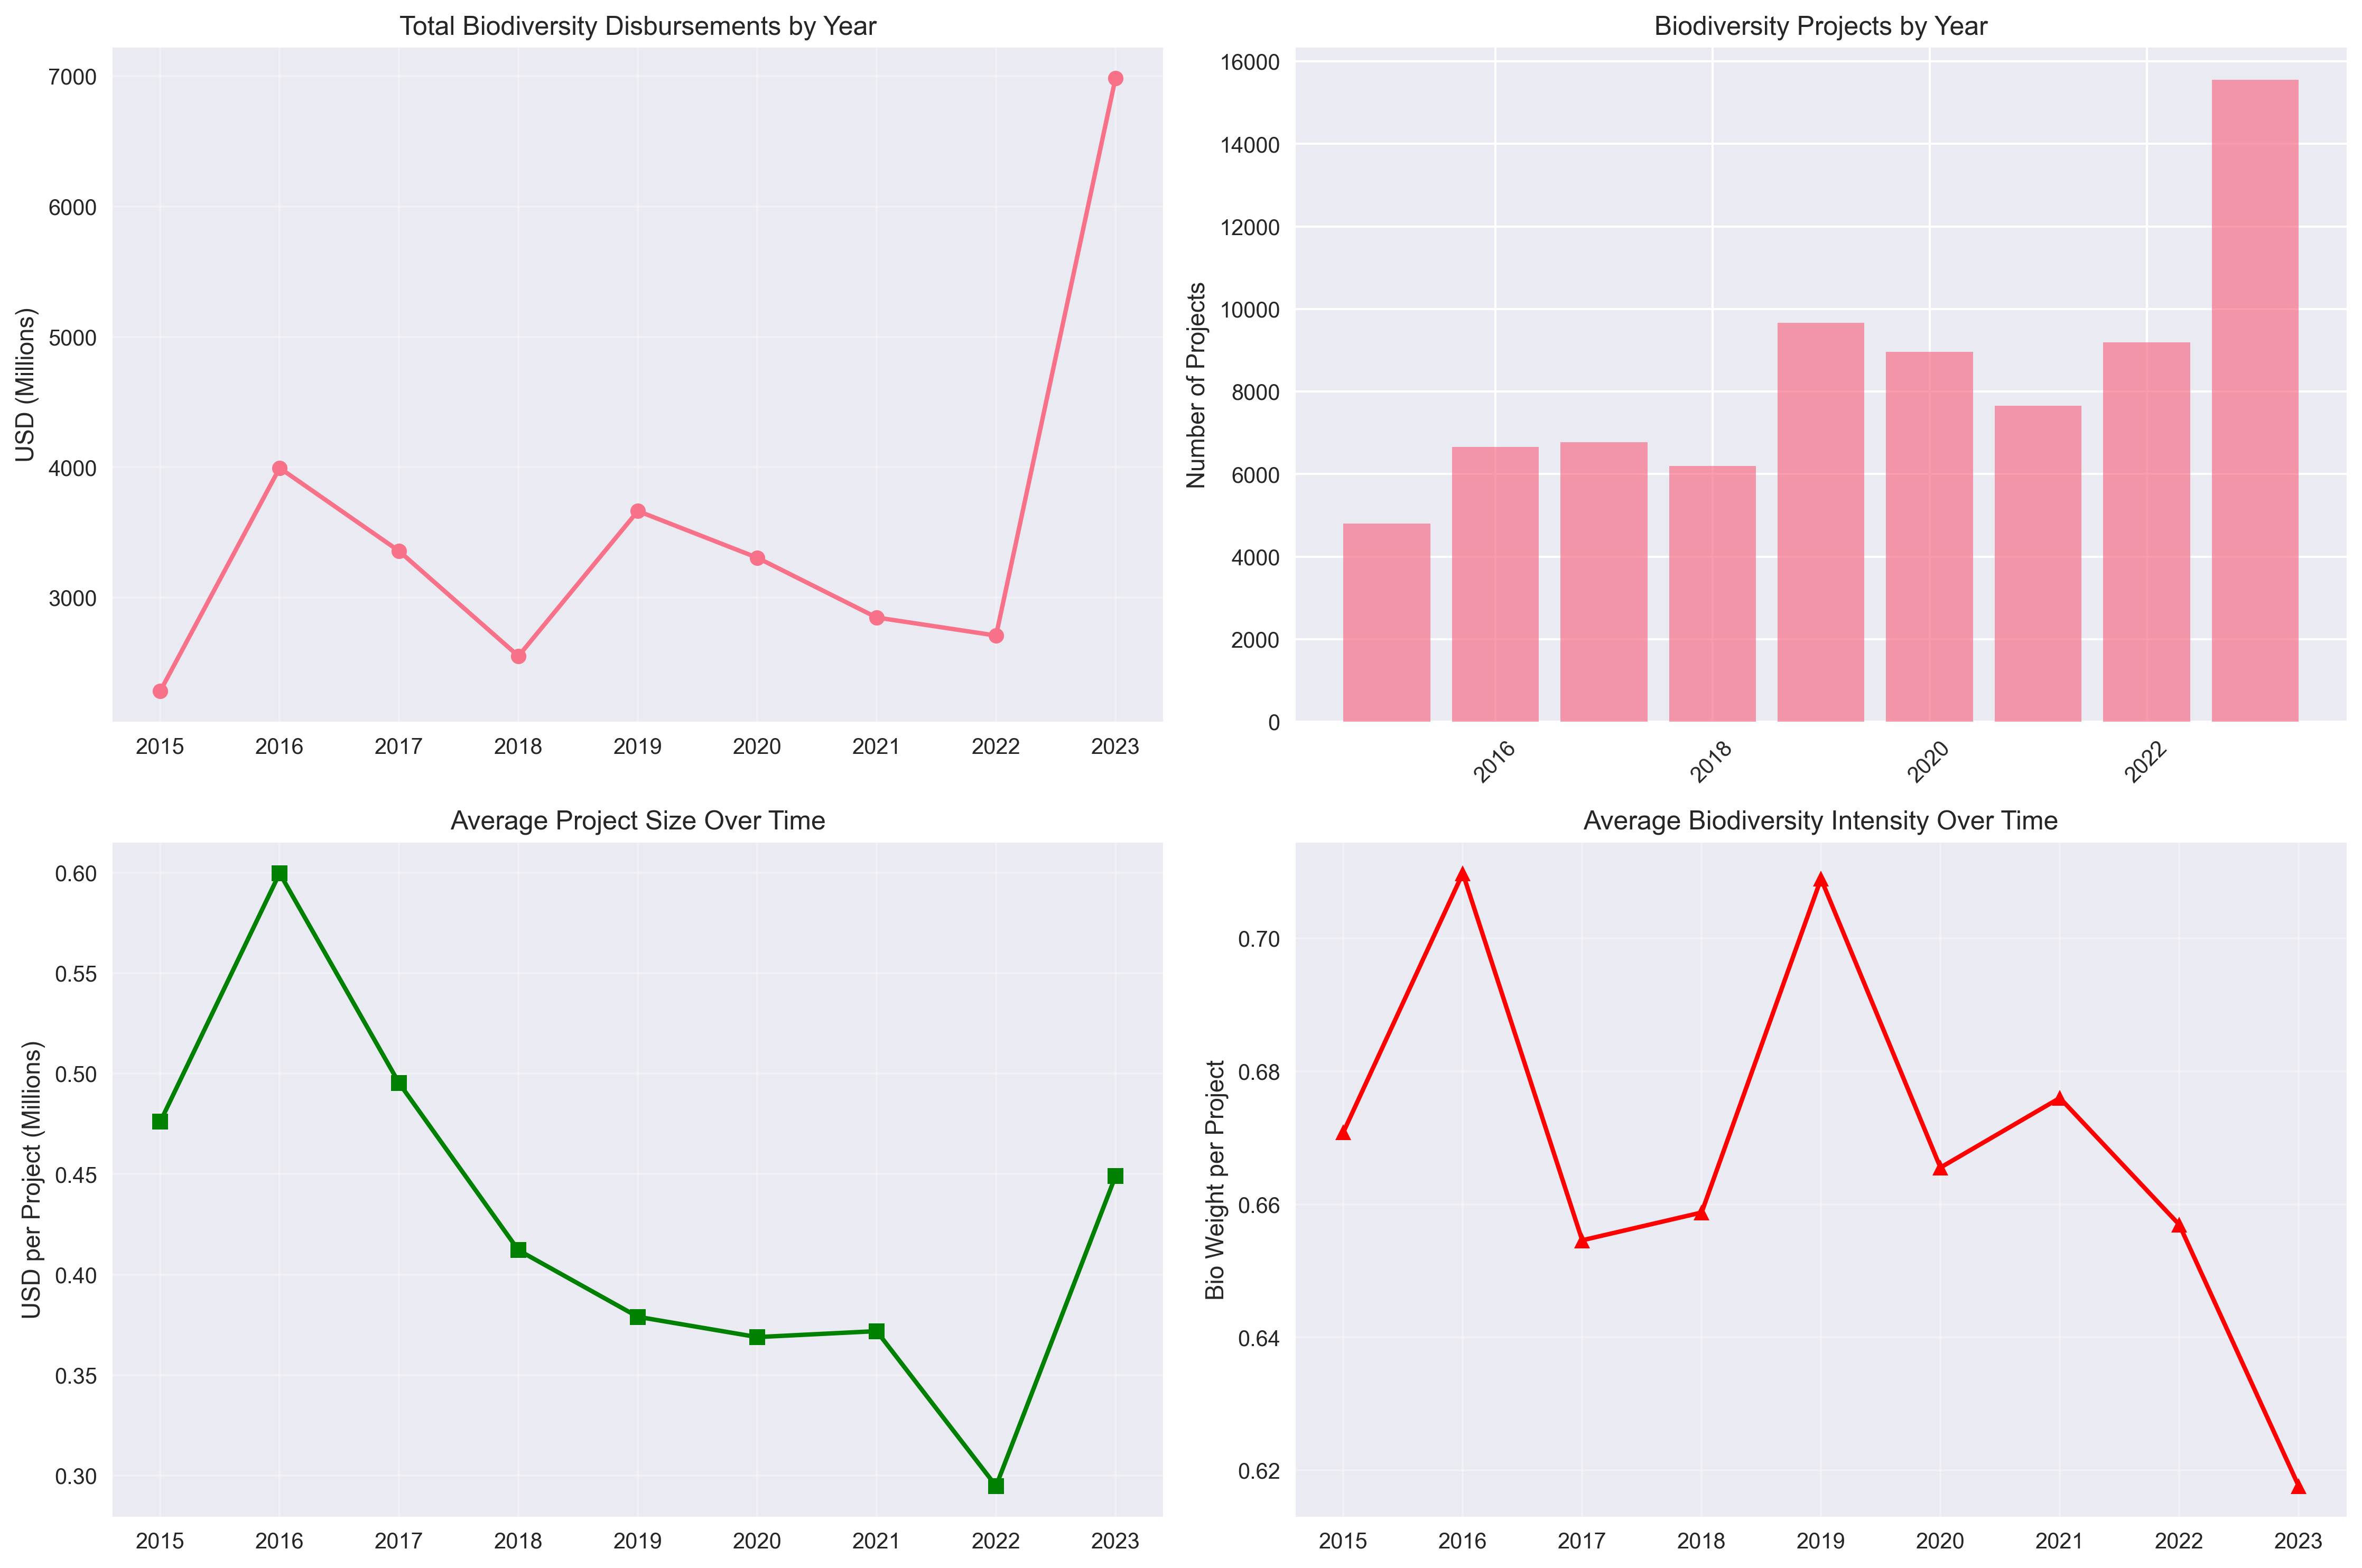 Total Biodiversity Disbursements by Year
USD (Millions)
7000
6000
5000
4000
3000
2015 2016 2017 2018 2019 2020 2021 2022 2023
Biodiversity Projects by Year
Number of Projects
16000
14000
12000
10000
8000
6000
4000
2000
0
2016 2018 2020 2022
Average Project Size Over Time
USD per Project (Millions)
0.60
0.55
0.50
0.45
0.40
0.35
0.30
2015 2016 2017 2018 2019 2020 2021 2022 2023
Average Biodiversity Intensity Over Time
Bio Weight per Project
0.70
0.68
0.66
0.64
0.62
2015 2016 2017 2018 2019 2020 2021 2022 2023